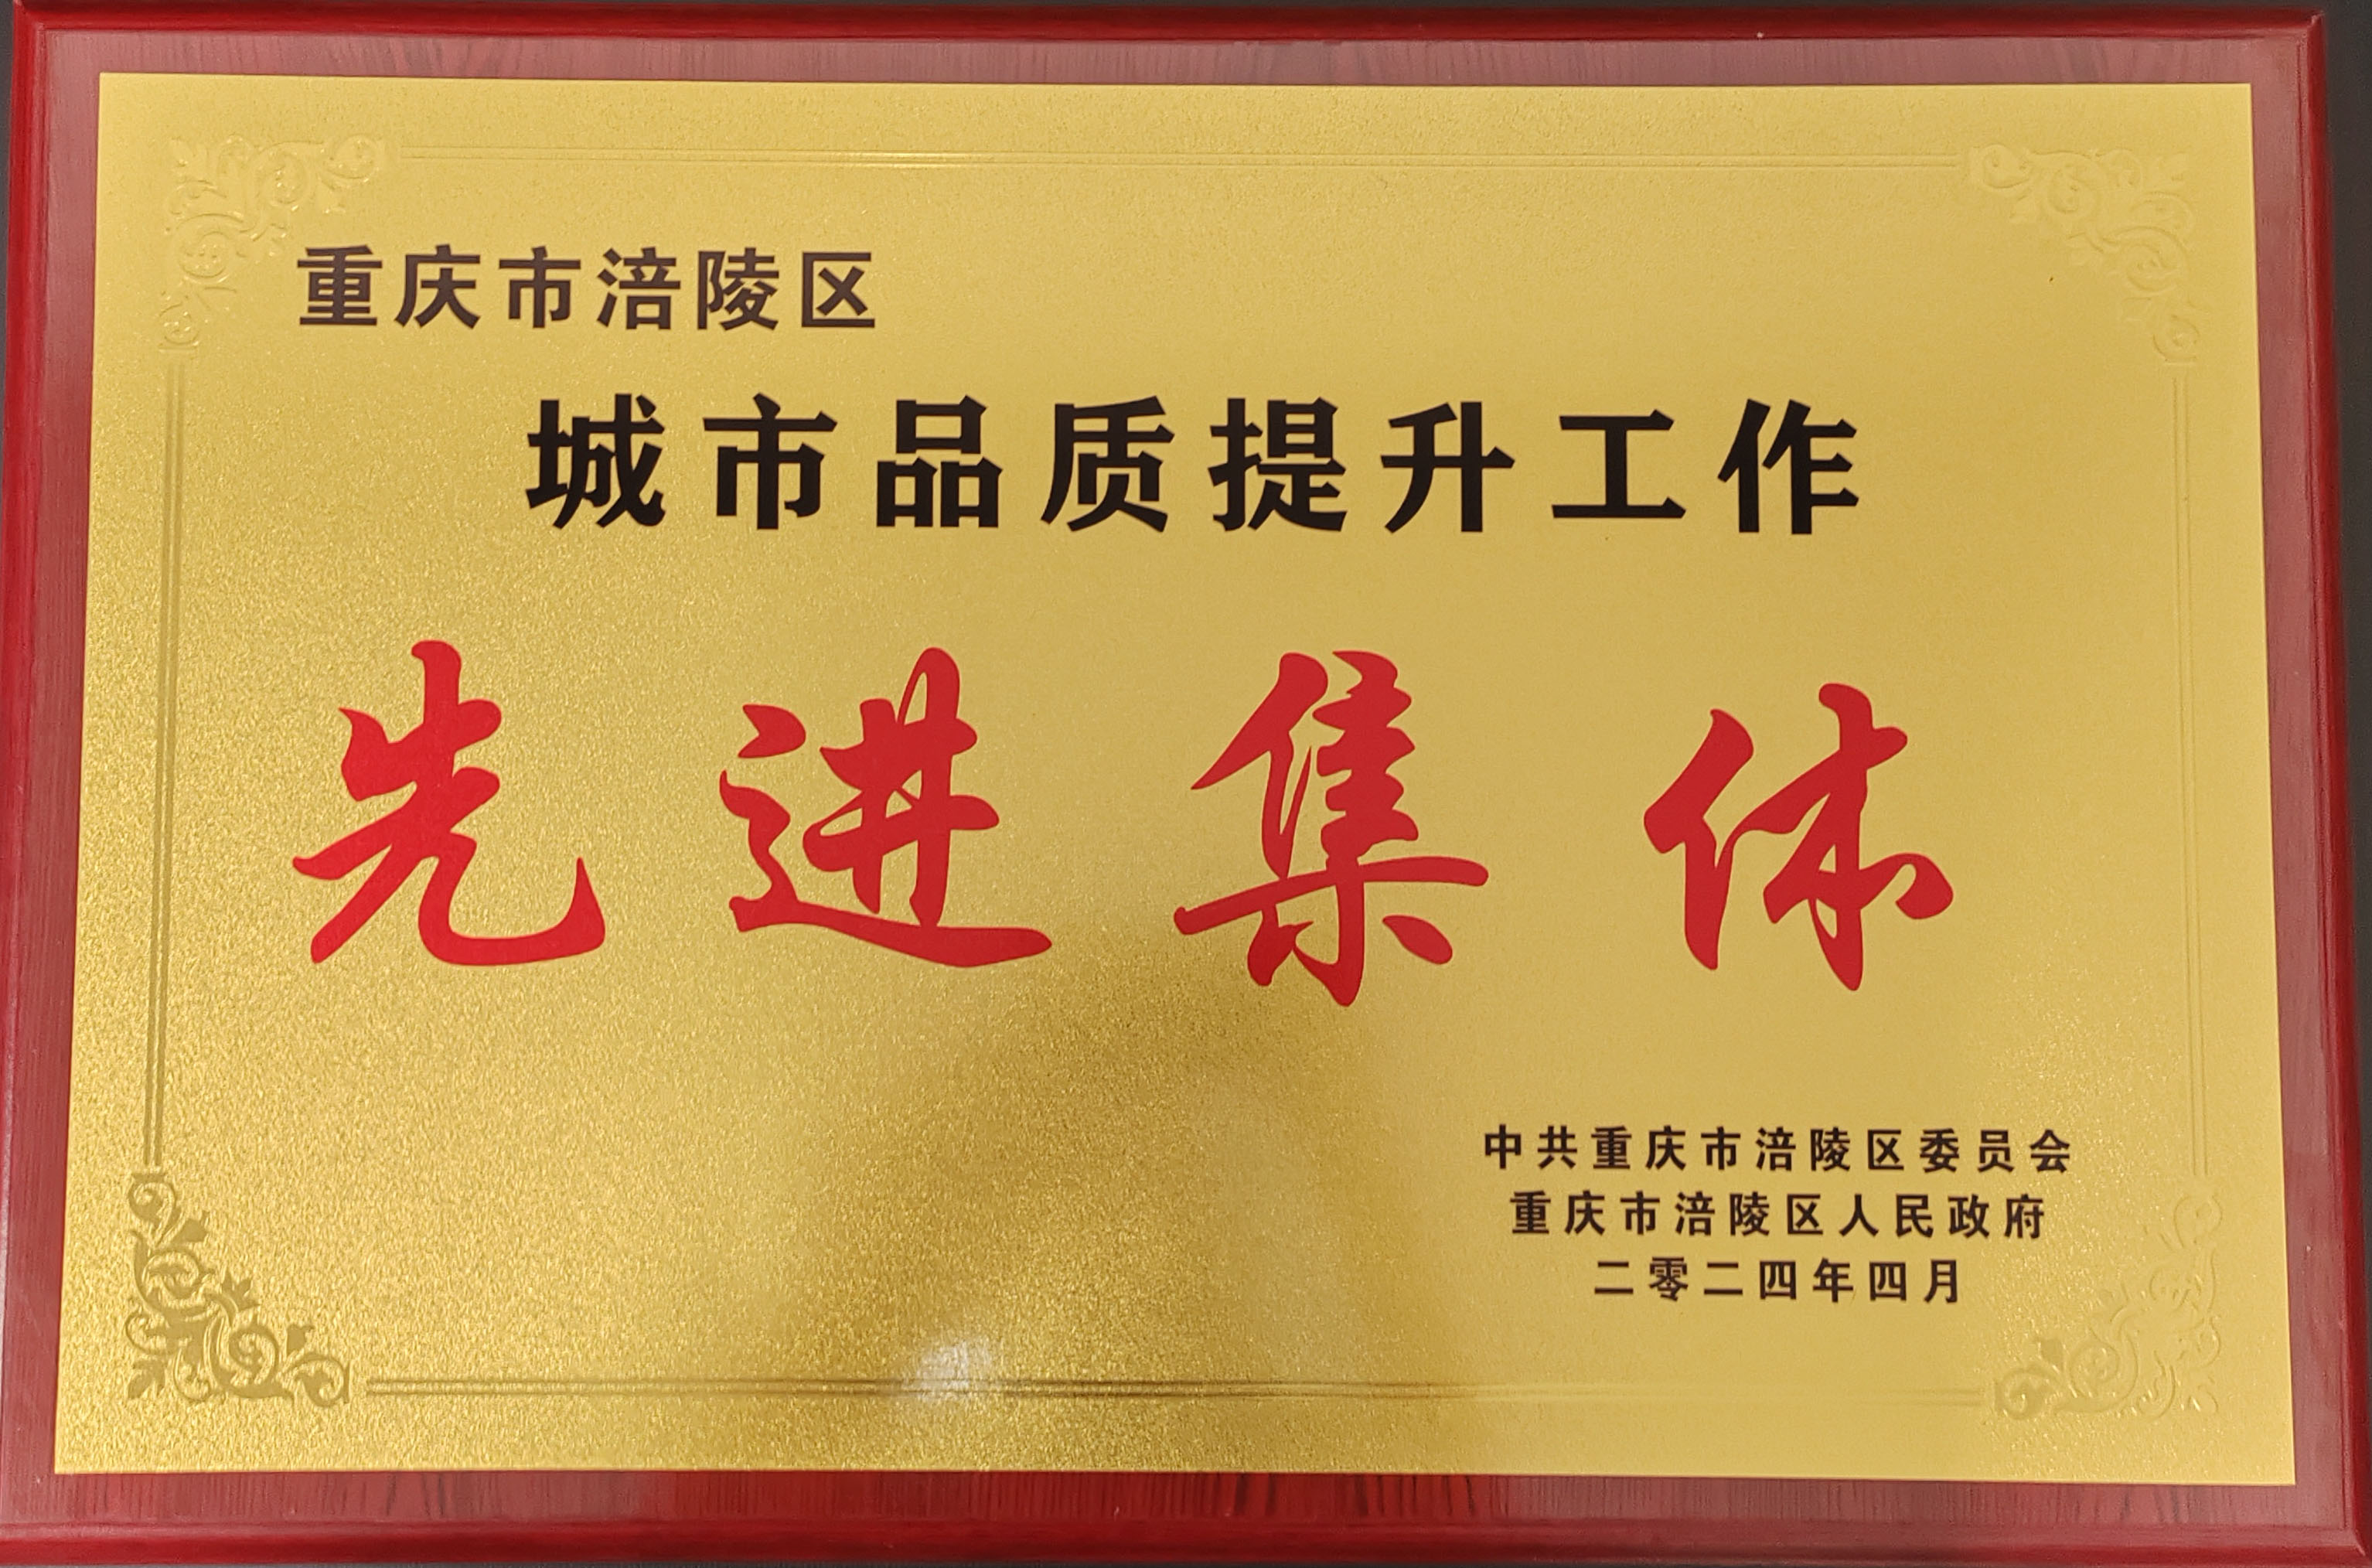 重庆市涪陵区
城市品质提升工作
先进集体
中共重庆市涪陵区委员会
重庆市涪陵区人民政府
二零二四年四月